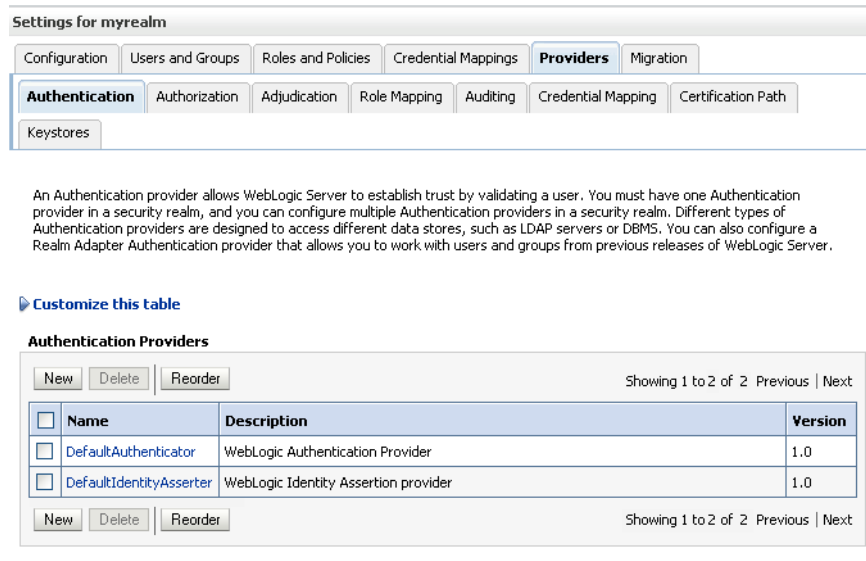 Settings for myrealm
Configuration Users and Groups Roles and Policies Credential Mappings Providers Migration
Authentication Authorization Adjudication Role Mapping Auditing Credential Mapping Certification Path
Keystores
An Authentication provider allows WebLogic Server to establish trust by validating a user. You must have one Authentication
provider in a security realm, and you can configure multiple Authentication providers in a security realm. Different types of
Authentication providers are designed to access different data stores, such as LDAP servers or DBMS. You can also configure a
Realm Adapter Authentication provider that allows you to work with users and groups from previous releases of WebLogic Server.
Customize this table
Authentication Providers
New Delete Reorder Showing 1 to 2 of 2 Previous | Next
Name Description Version
DefaultAuthenticator WebLogic Authentication Provider 1.0
DefaultIdentityAsserter WebLogic Identity Assertion provider 1.0
New Delete Reorder Showing 1 to 2 of 2 Previous | Next